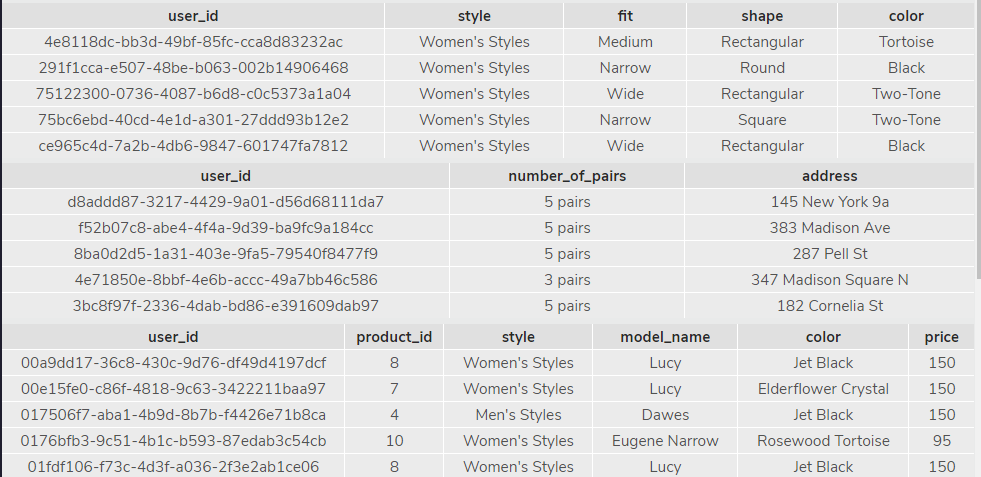 user_id style fit shape color
4e8118dc-bb3d-49bf-85fc-cca8d83232ac Women's Styles Medium Rectangular Tortoise
291f1cca-e507-48be-b063-002b14906468 Women's Styles Narrow Round Black
75122300-0736-4087-b6d8-c0c5373a1a04 Women's Styles Wide Rectangular Two-Tone
75bc6ebd-40cd-4e1d-a301-27ddd93b12e2 Women's Styles Narrow Square Two-Tone
ce965c4d-7a2b-4db6-9847-601747fa7812 Women's Styles Wide Rectangular Black
user_id number_of_pairs address
d8addd87-3217-4429-9a01-d56d68111da7 5 pairs 145 New York 9a
f52b07c8-abe4-4f4a-9d39-ba9fc9a184cc 5 pairs 383 Madison Ave
8ba0d2d5-1a31-403e-9fa5-79540f8477f9 5 pairs 287 Pell St
4e71850e-8bbf-4e6b-accc-49a7bb46c586 3 pairs 347 Madison Square N
3bc8f97f-2336-4dab-bd86-e391609dab97 5 pairs 182 Cornelia St
user_id product_id style model_name color price
00a9dd17-36c8-430c-9d76-df49d4197dcf 8 Women's Styles Lucy Jet Black 150
00e15fe0-c86f-4818-9c63-3422211baa97 7 Women's Styles Lucy Elderflower Crystal 150
017506f7-aba1-4b9d-8b7b-f4426e71b8ca 4 Men's Styles Dawes Jet Black 150
0176bfb3-9c51-4b1c-b593-87edab3c54cb 10 Women's Styles Eugene Narrow Rosewood Tortoise 95
01fdf106-f73c-4d3f-a036-2f3e2ab1ce06 8 Women's Styles Lucy Jet Black 150